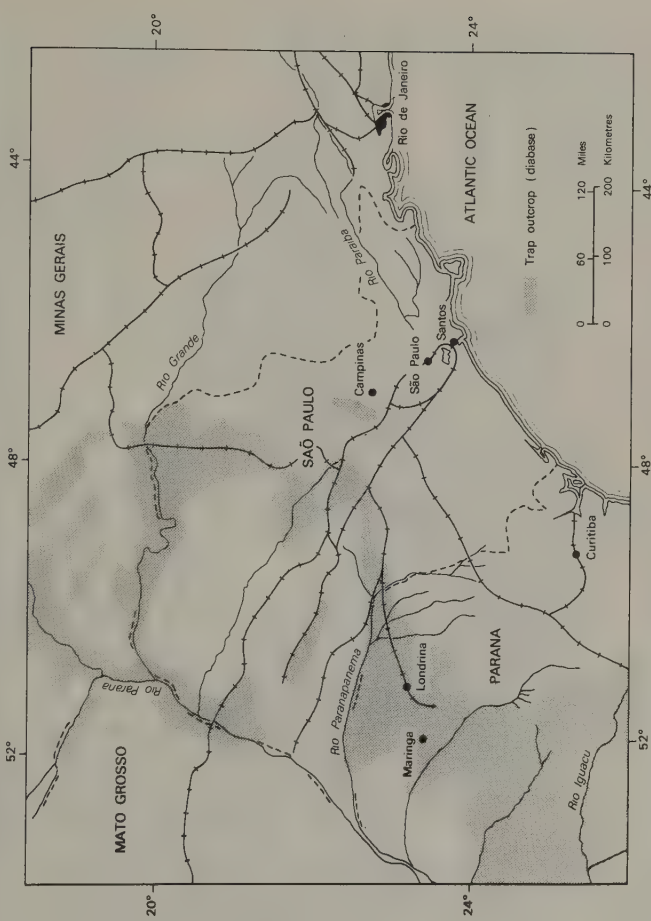 20°
24°
44°
48°
52°
MINAS GERAIS
Rio Grande
Rio Paraiba
Rio de Janeiro
ATLANTIC OCEAN
Trap outcrop (diabase)
0 60 120 Miles
0 100 200 Kilometres
Campinas
SÃO PAULO
São Paulo
Santos
Rio Parana
MATO GROSSO
Rio Paranapanema
Londrina
Maringa
PARANA
Curitiba
Rio Iguacu
20°
24°
44°
48°
52°